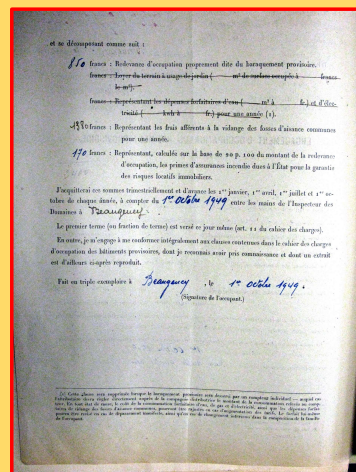 et se décomposant comme suit :
850 francs : Redevance d'occupation proprement dite du baraquement provisoire.
francs : Loyer du terrain à usage de jardin ( m² de surface occupée à francs
le m²).
francs : Représentant les dépenses forfaitaires d'eau ( m³ à fr.) et d'élec-
tricité ( kwh à fr.) pour une année (1).
francs : Représentant les frais afférents à la vidange des fosses d'aisance communes
pour une année.
170 francs : Représentant, calculés sur la base de 20 p. 100 du montant de la redevance
d'occupation, les primes d'assurances incendie dues à l'État pour la garantie
des risques locatifs immobiliers.
J'acquitterai ces sommes trimestriellement et d'avance les 1er janvier, 1er avril, 1er juillet et 1er oc-
tobre de chaque année, à compter du 1er Octobre 1949 entre les mains de l'Inspecteur des
Domaines à Beaugency.
Le premier terme (ou fraction de terme) est versé ce jour même (art. 11 du cahier des charges).
En outre, je m'engage à me conformer intégralement aux clauses contenues dans le cahier des charges
d'occupation des bâtiments provisoires, dont je reconnais avoir pris connaissance et dont un extrait
est d'ailleurs ci-après reproduit.
Fait en triple exemplaire à Beaugency, le 1er octobre 1949.
(Signature de l'occupant.)